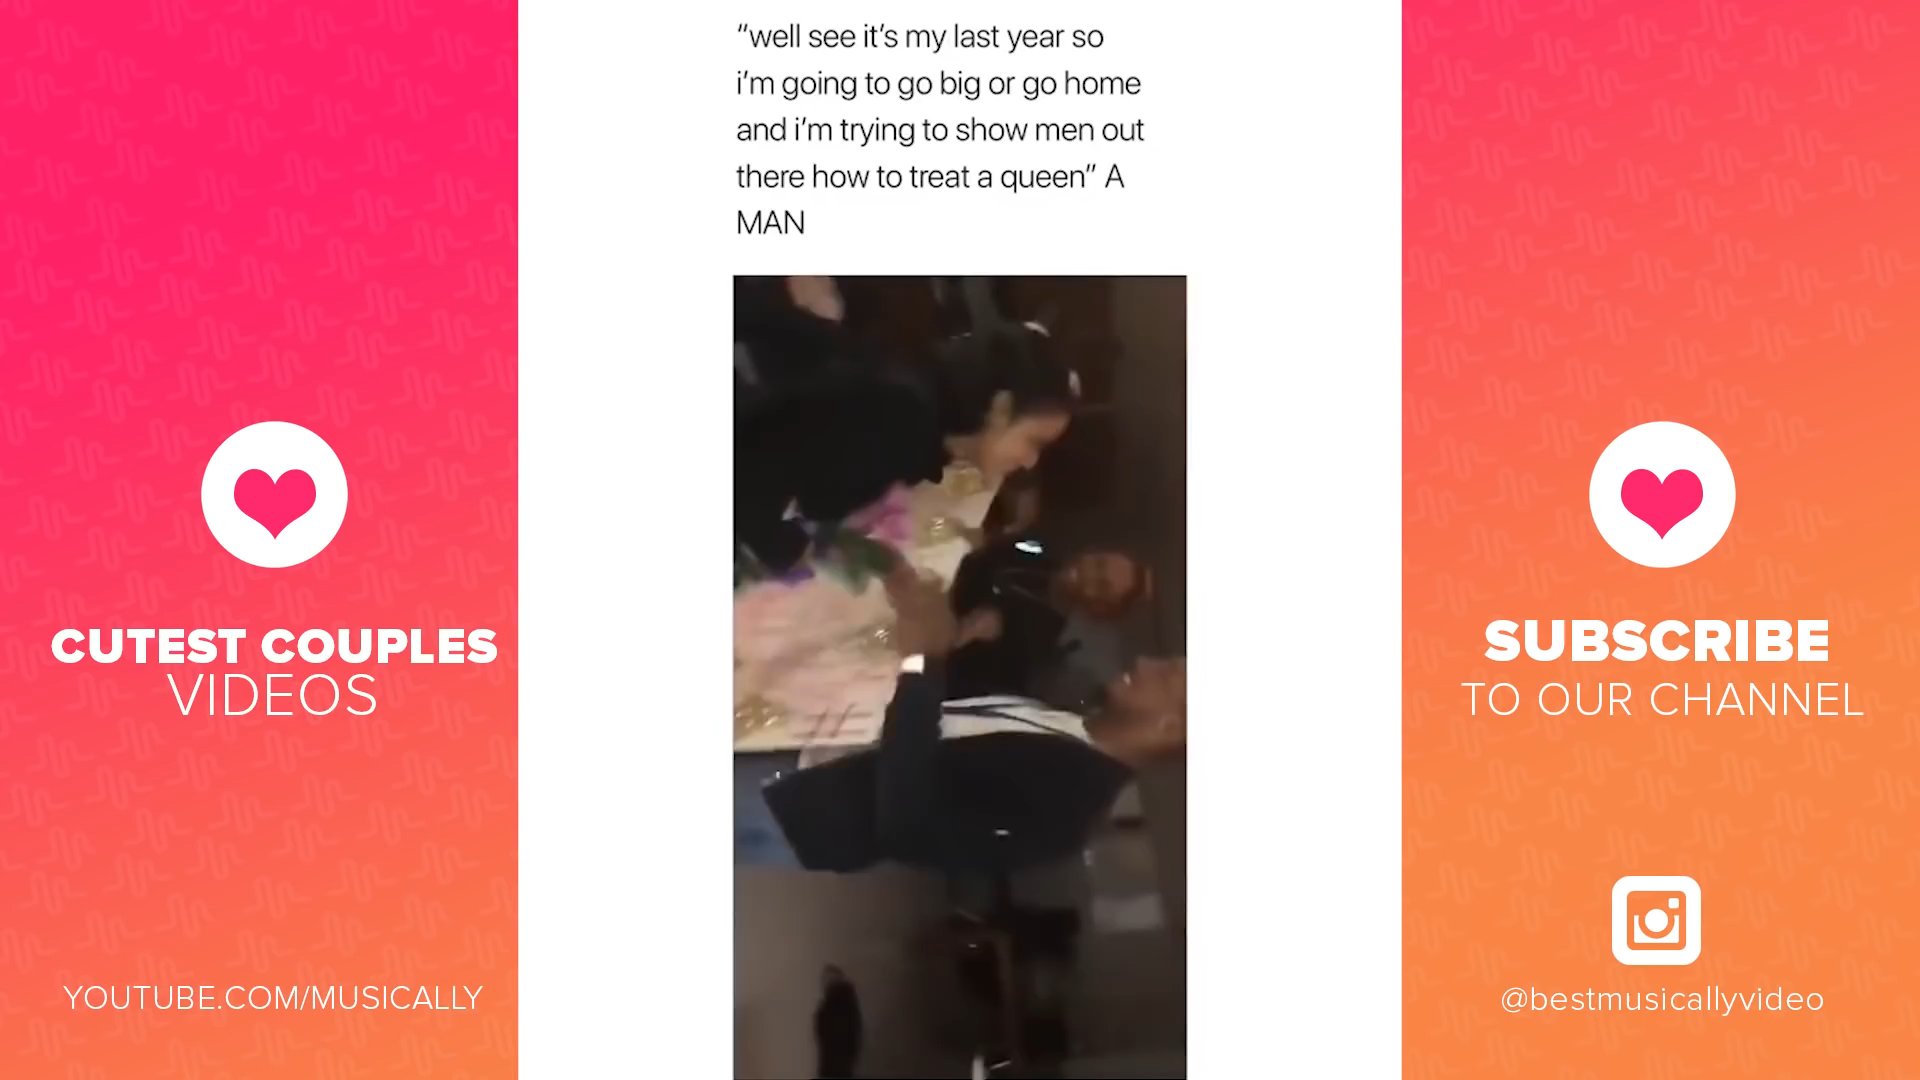 “well see it’s my last year so
i’m going to go big or go home
and i’m trying to show men out
there how to treat a queen” A
MAN
CUTEST COUPLES
VIDEOS
YOUTUBE.COM/MUSICALLY
SUBSCRIBE
TO OUR CHANNEL
@bestmusicallyvideo